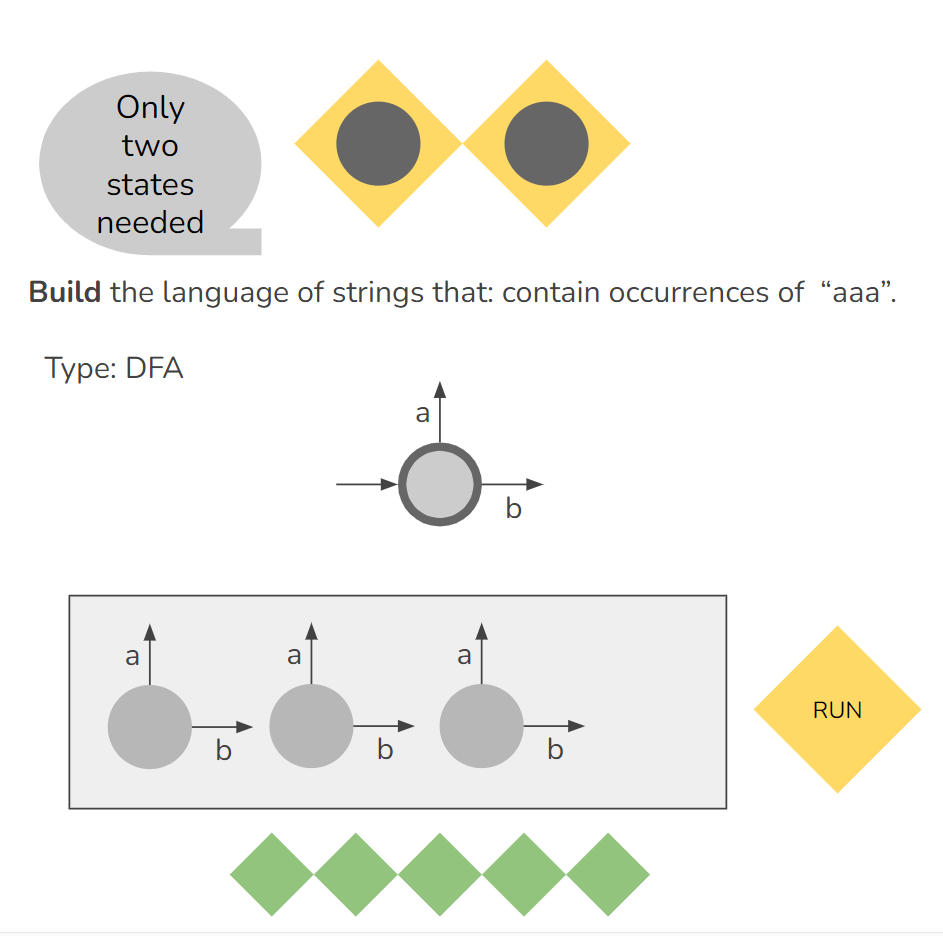 Only
two
states
needed
Build the language of strings that: contain occurrences of “aaa”.
Type: DFA
a
b
a
a
a
b
b
b
RUN